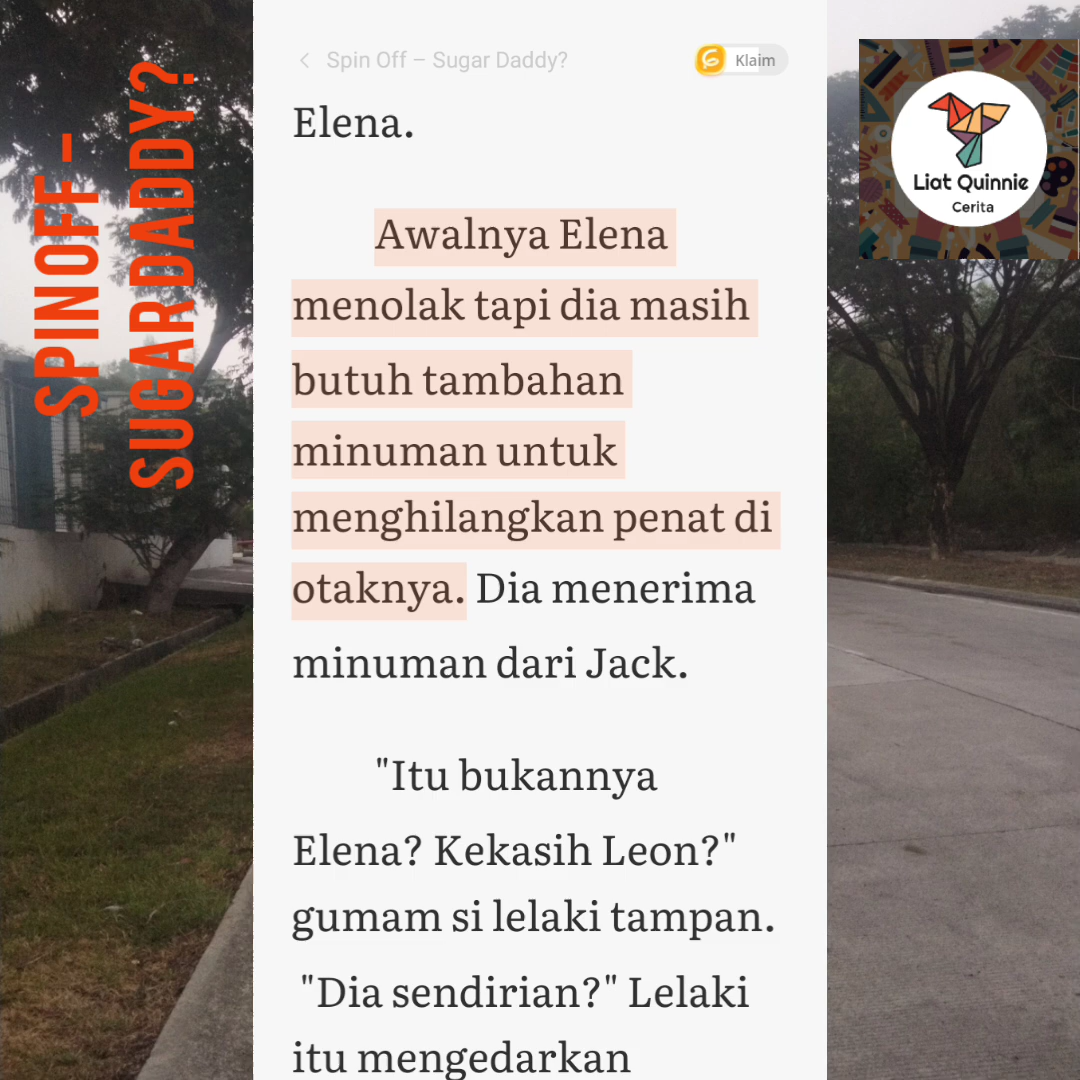 SPIN OFF –
SUGAR DADDY?
Spin Off – Sugar Daddy?
Klaim
Elena.
Awalnya Elena
menolak tapi dia masih
butuh tambahan
minuman untuk
menghilangkan penat di
otaknya. Dia menerima
minuman dari Jack.
"Itu bukannya
Elena? Kekasih Leon?"
gumam si lelaki tampan.
"Dia sendirian?" Lelaki
itu mengedarkan
Liat Quinnie
Cerita